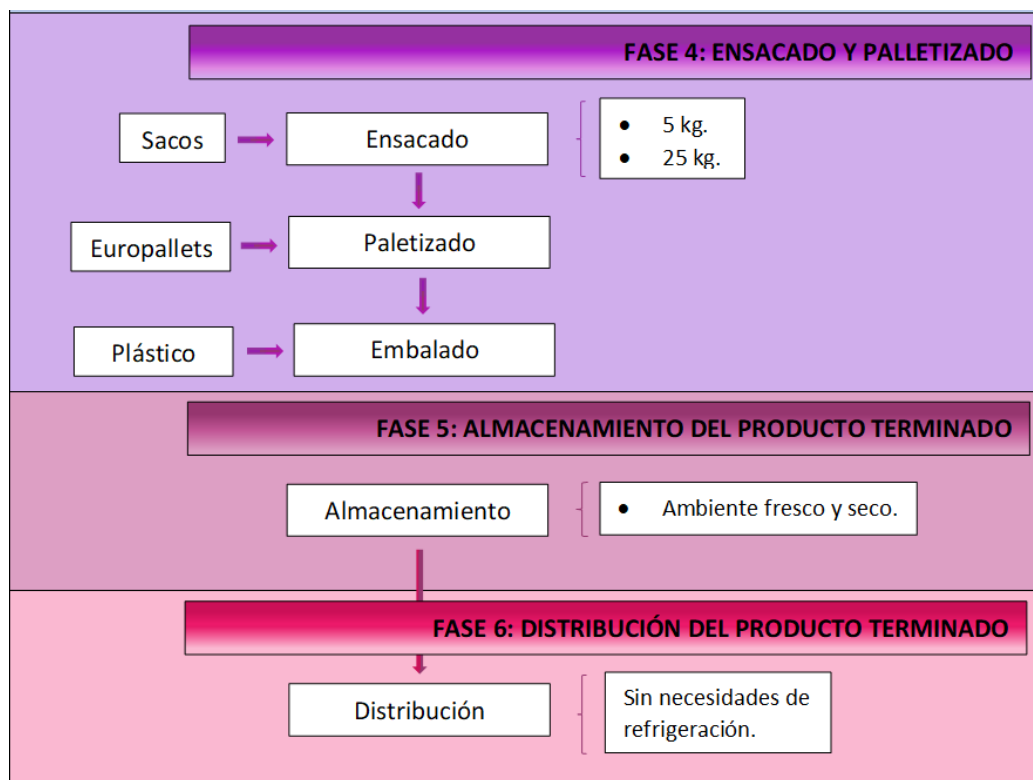 FASE 4: ENSACADO Y PALLETIZADO
Sacos
Ensacado
• 5 kg.
• 25 kg.
Europallets
Paletizado
Plástico
Embalado
FASE 5: ALMACENAMIENTO DEL PRODUCTO TERMINADO
Almacenamiento
• Ambiente fresco y seco.
FASE 6: DISTRIBUCIÓN DEL PRODUCTO TERMINADO
Distribución
Sin necesidades de
refrigeración.